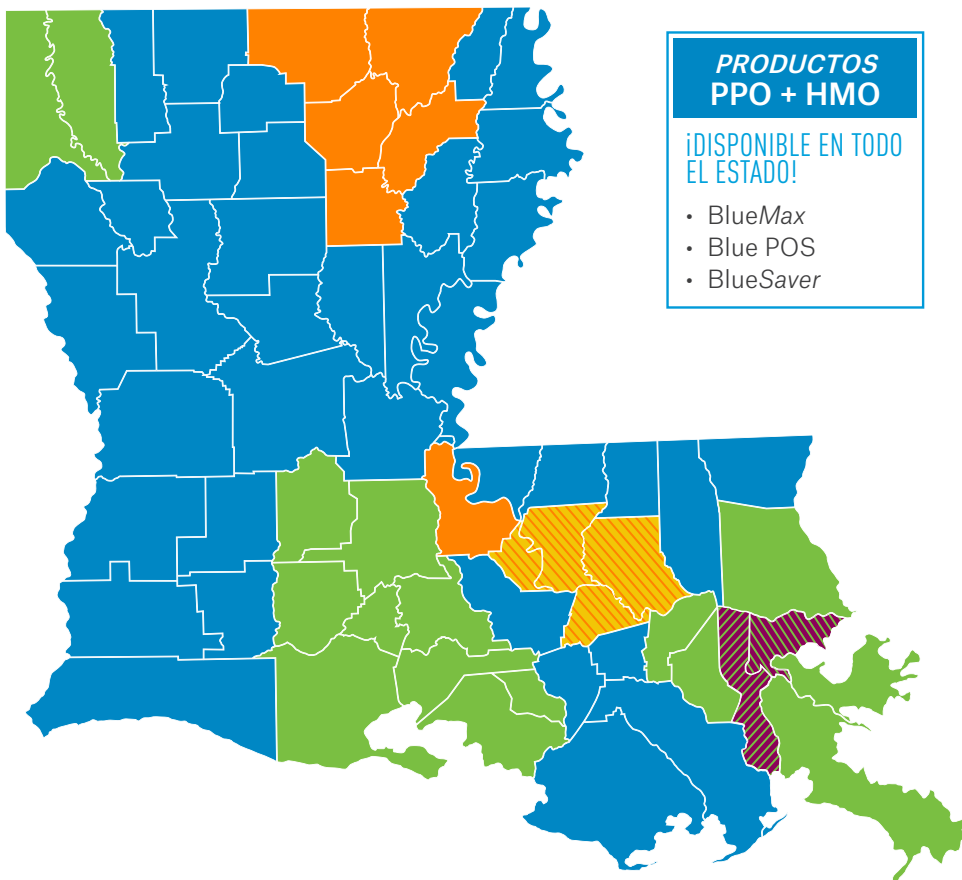 PRODUCTOS
PPO + HMO
¡DISPONIBLE EN TODO
EL ESTADO!
• BlueMax
• Blue POS
• BlueSaver